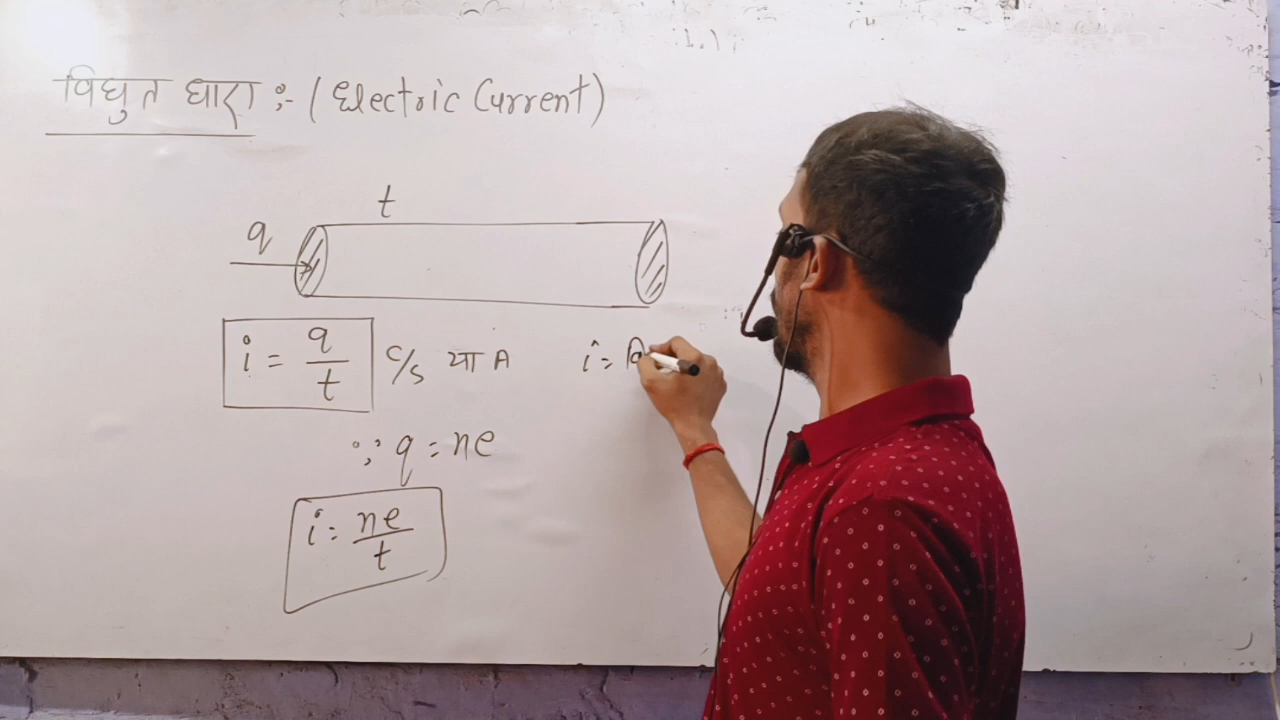 विधुत धारा :- (Electric Current)
t
q
i = q/t C/s या A i = वि
∵ q = ne
i = ne/t